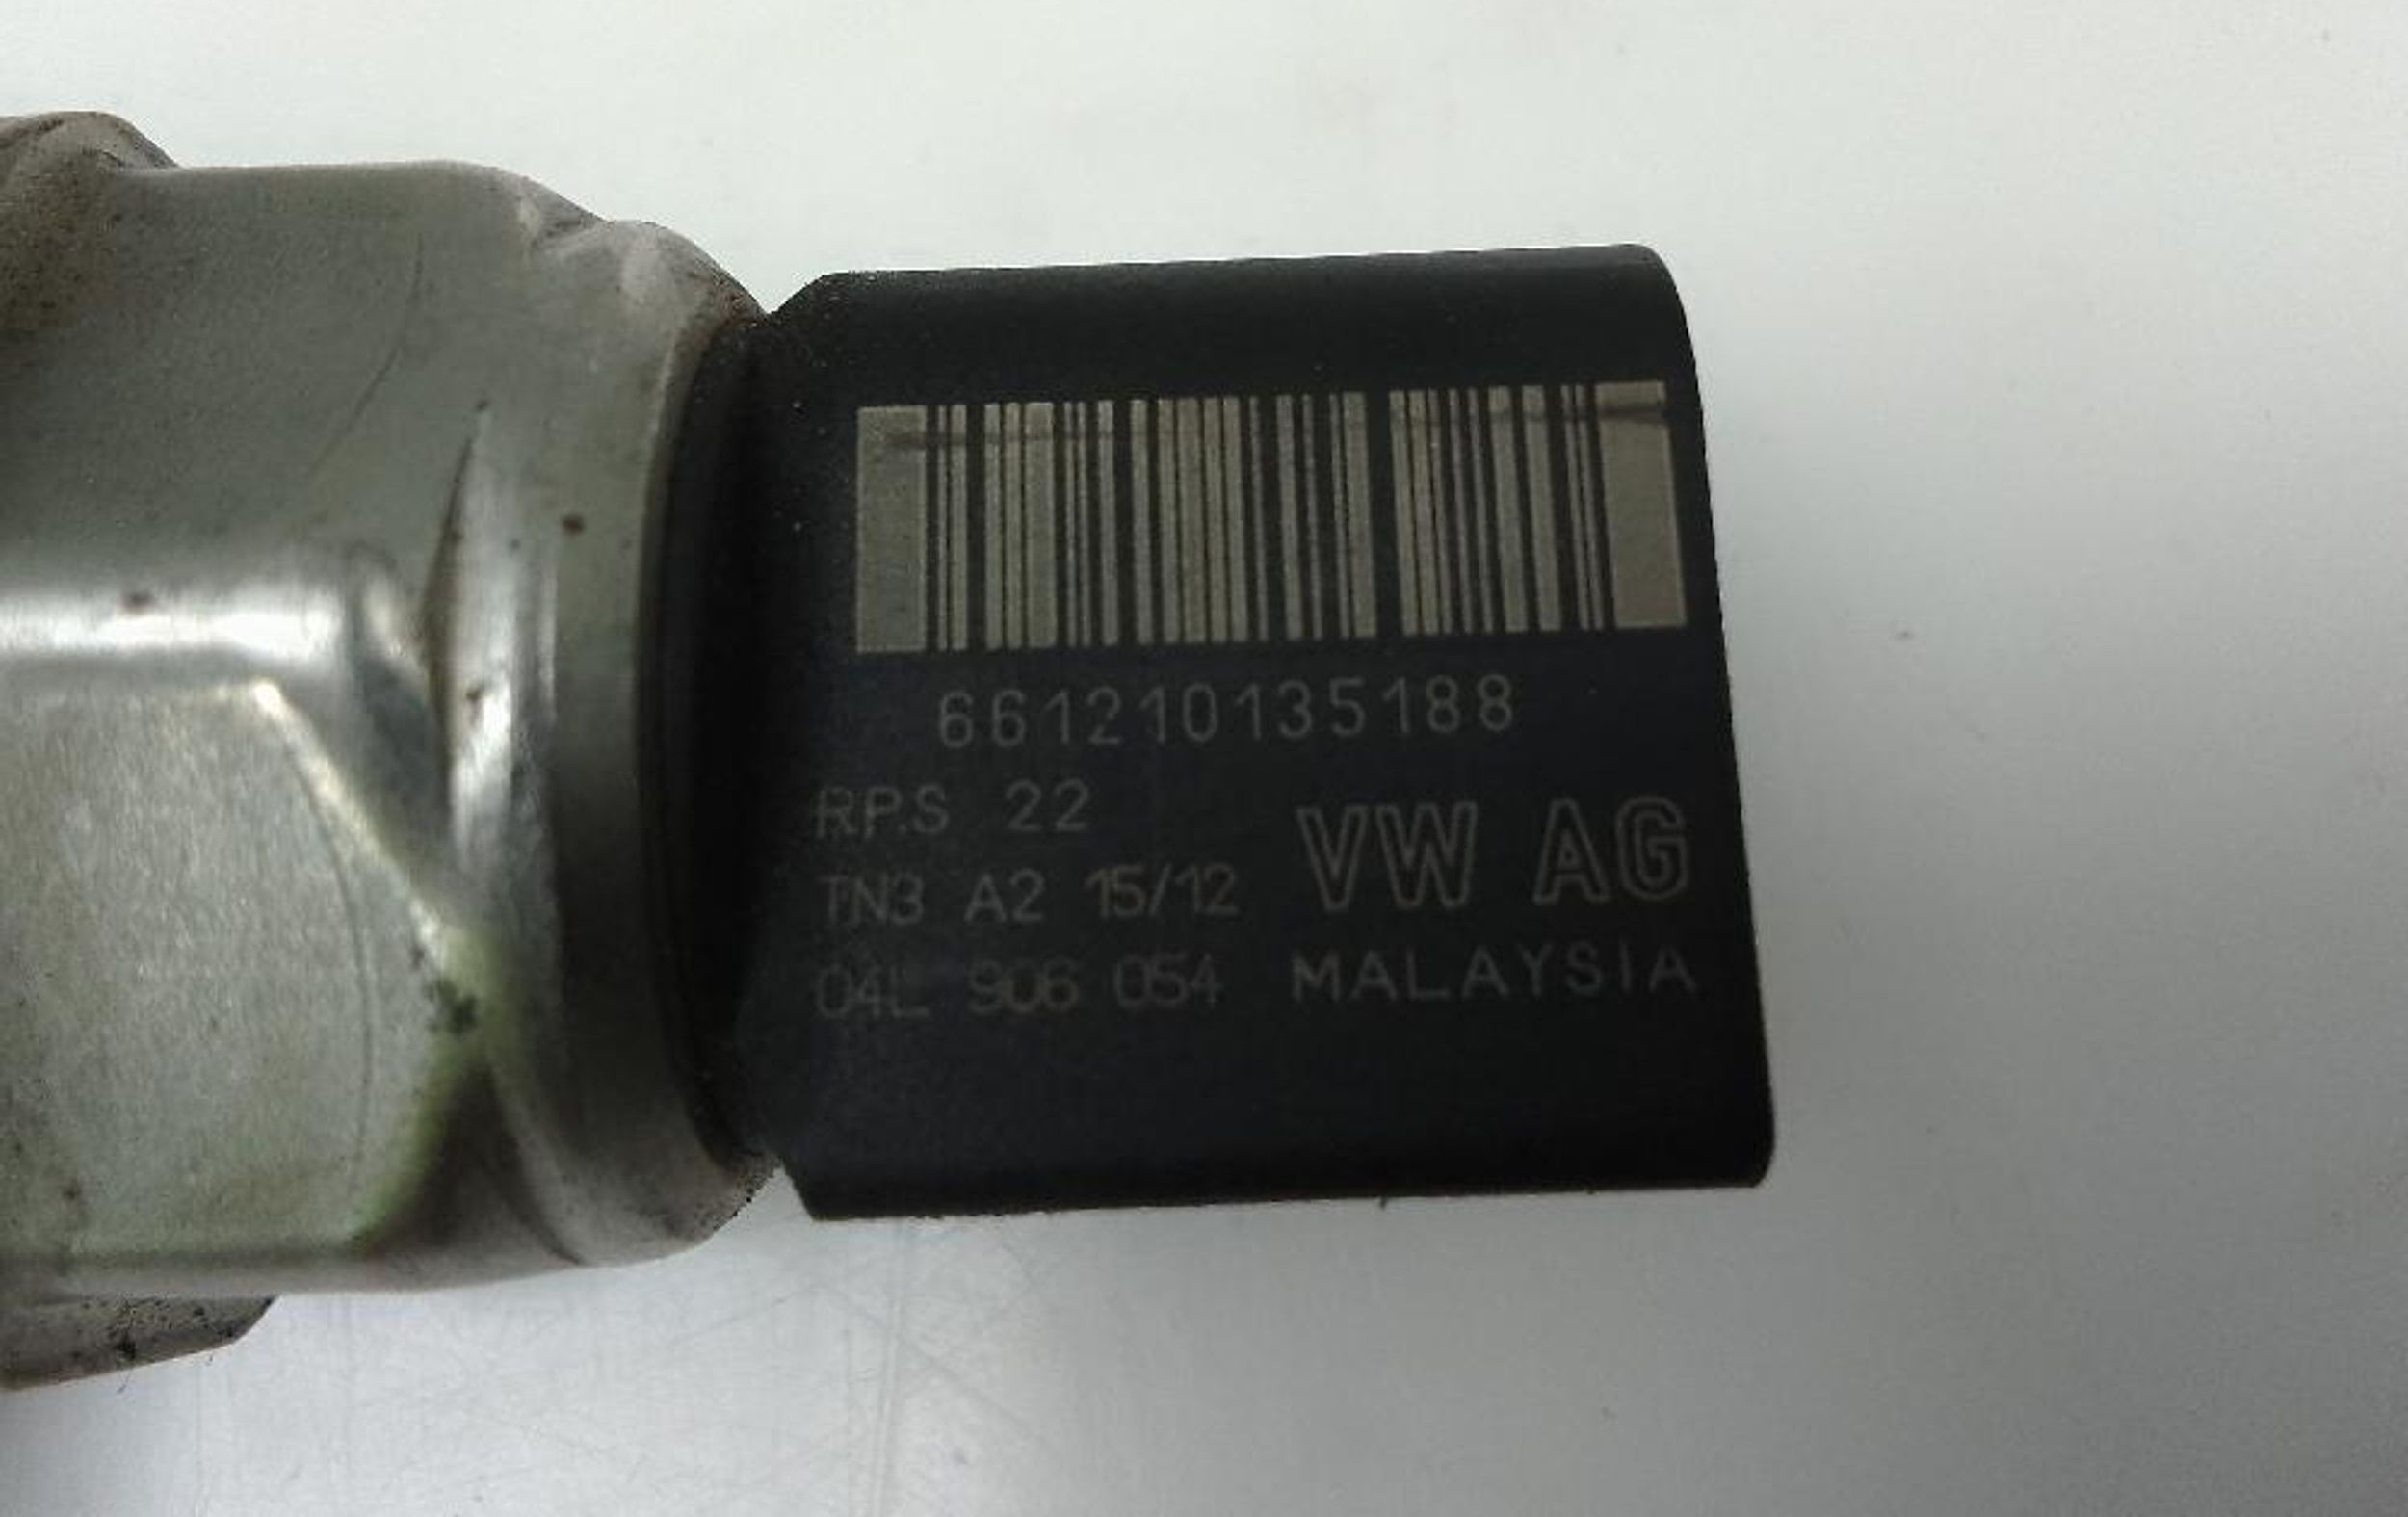 661210135188
RP.S 22
TN3 A2 15/12 VW AG
04L 906 054 MALAYSIA